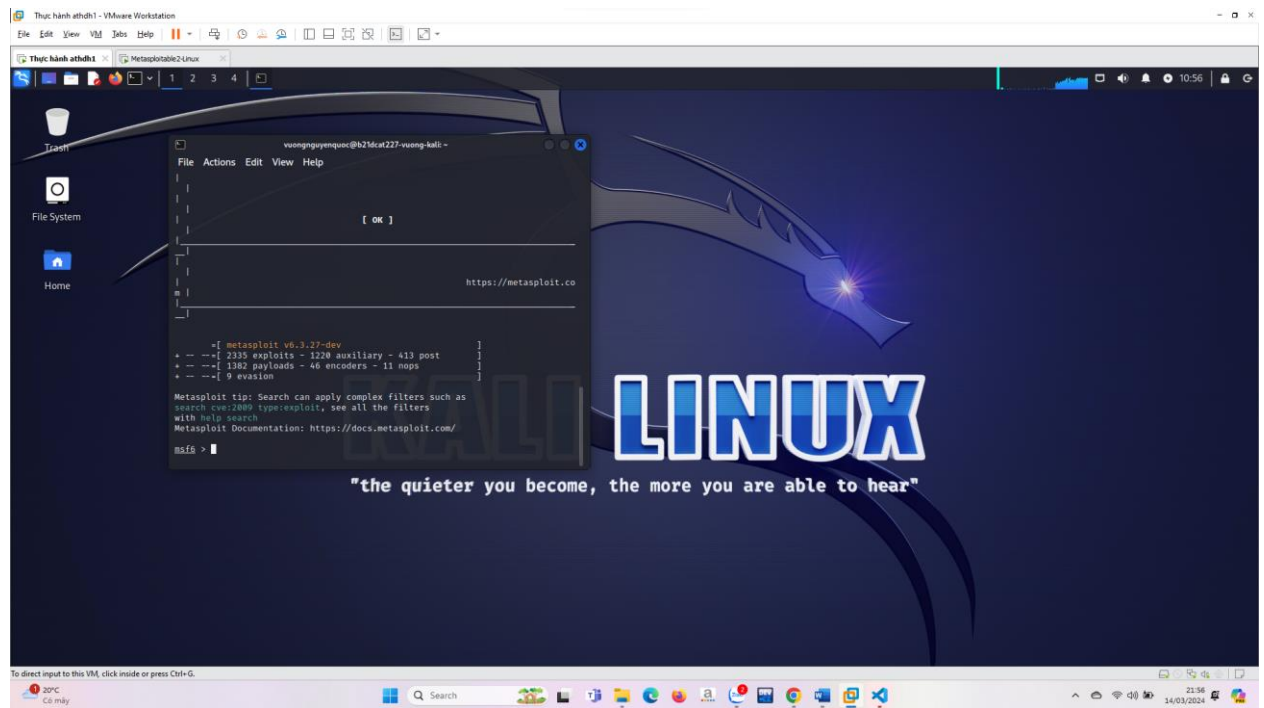 Thực hành athdh1 - VMware Workstation
File Edit View VM Tabs Help
Thực hành athdh1 Metasploitable2-Linux
1 2 3 4 10:56
Trash
File System
Home
vuongnguyenquoc@b21dcat227-vuong-kali: ~
File Actions Edit View Help
[ OK ]
https://metasploit.co
m |
=[ metasploit v6.3.27-dev ]
+ -- --=[ 2335 exploits - 1220 auxiliary - 413 post ]
+ -- --=[ 1382 payloads - 46 encoders - 11 nops ]
+ -- --=[ 9 evasion ]
Metasploit tip: Search can apply complex filters such as
search cve:2009 type:exploit, see all the filters
with help search
Metasploit Documentation: https://docs.metasploit.com/
msf6 >
KALI LINUX
"the quieter you become, the more you are able to hear"
To direct input to this VM, click inside or press Ctrl+G.
1 20°C
Có mây
Search
21:56
14/03/2024